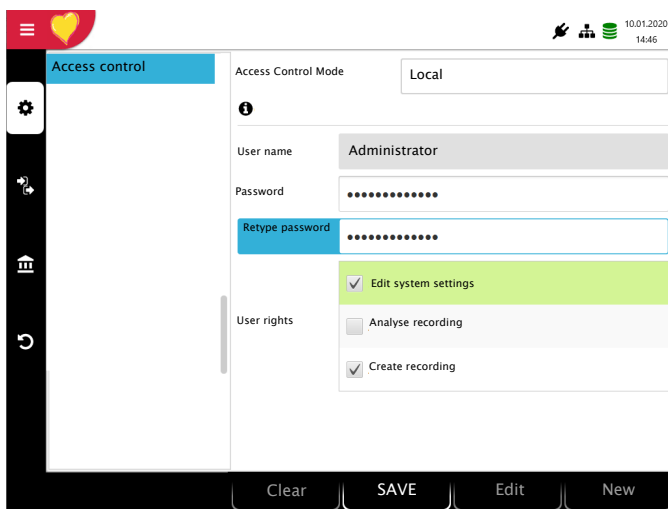 10.01.2020
14:46
Access control
Access Control Mode
Local
User name
Administrator
Password
•••••••••••••
Retype password
•••••••••••••
User rights
Edit system settings
Analyse recording
Create recording
Clear
SAVE
Edit
New